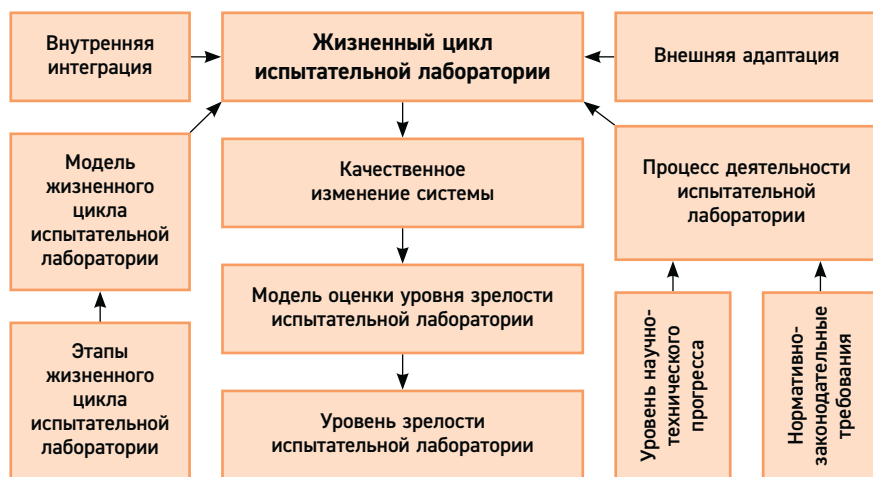 Внутренняя
интеграция
Жизненный цикл
испытательной лаборатории
Внешняя адаптация
Модель
жизненного
цикла
испытательной
лаборатории
Качественное
изменение системы
Процесс деятельности
испытательной
лаборатории
Модель оценки уровня зрелости
испытательной лаборатории
Этапы
жизненного
цикла
испытательной
лаборатории
Уровень зрелости
испытательной лаборатории
Уровень научно-
технического
прогресса
Нормативно-
законодательные
требования